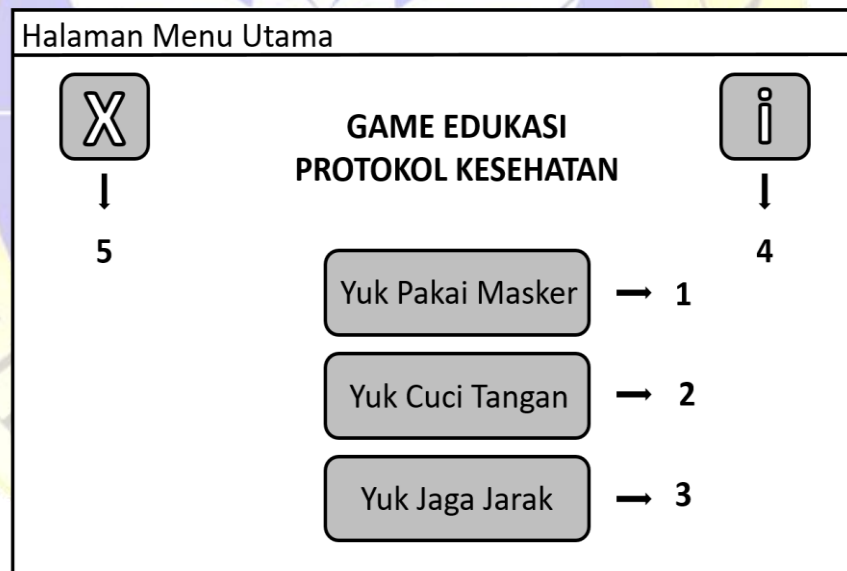 Halaman Menu Utama
X
i
GAME EDUKASI
PROTOKOL KESEHATAN
5
4
Yuk Pakai Masker
1
Yuk Cuci Tangan
2
Yuk Jaga Jarak
3